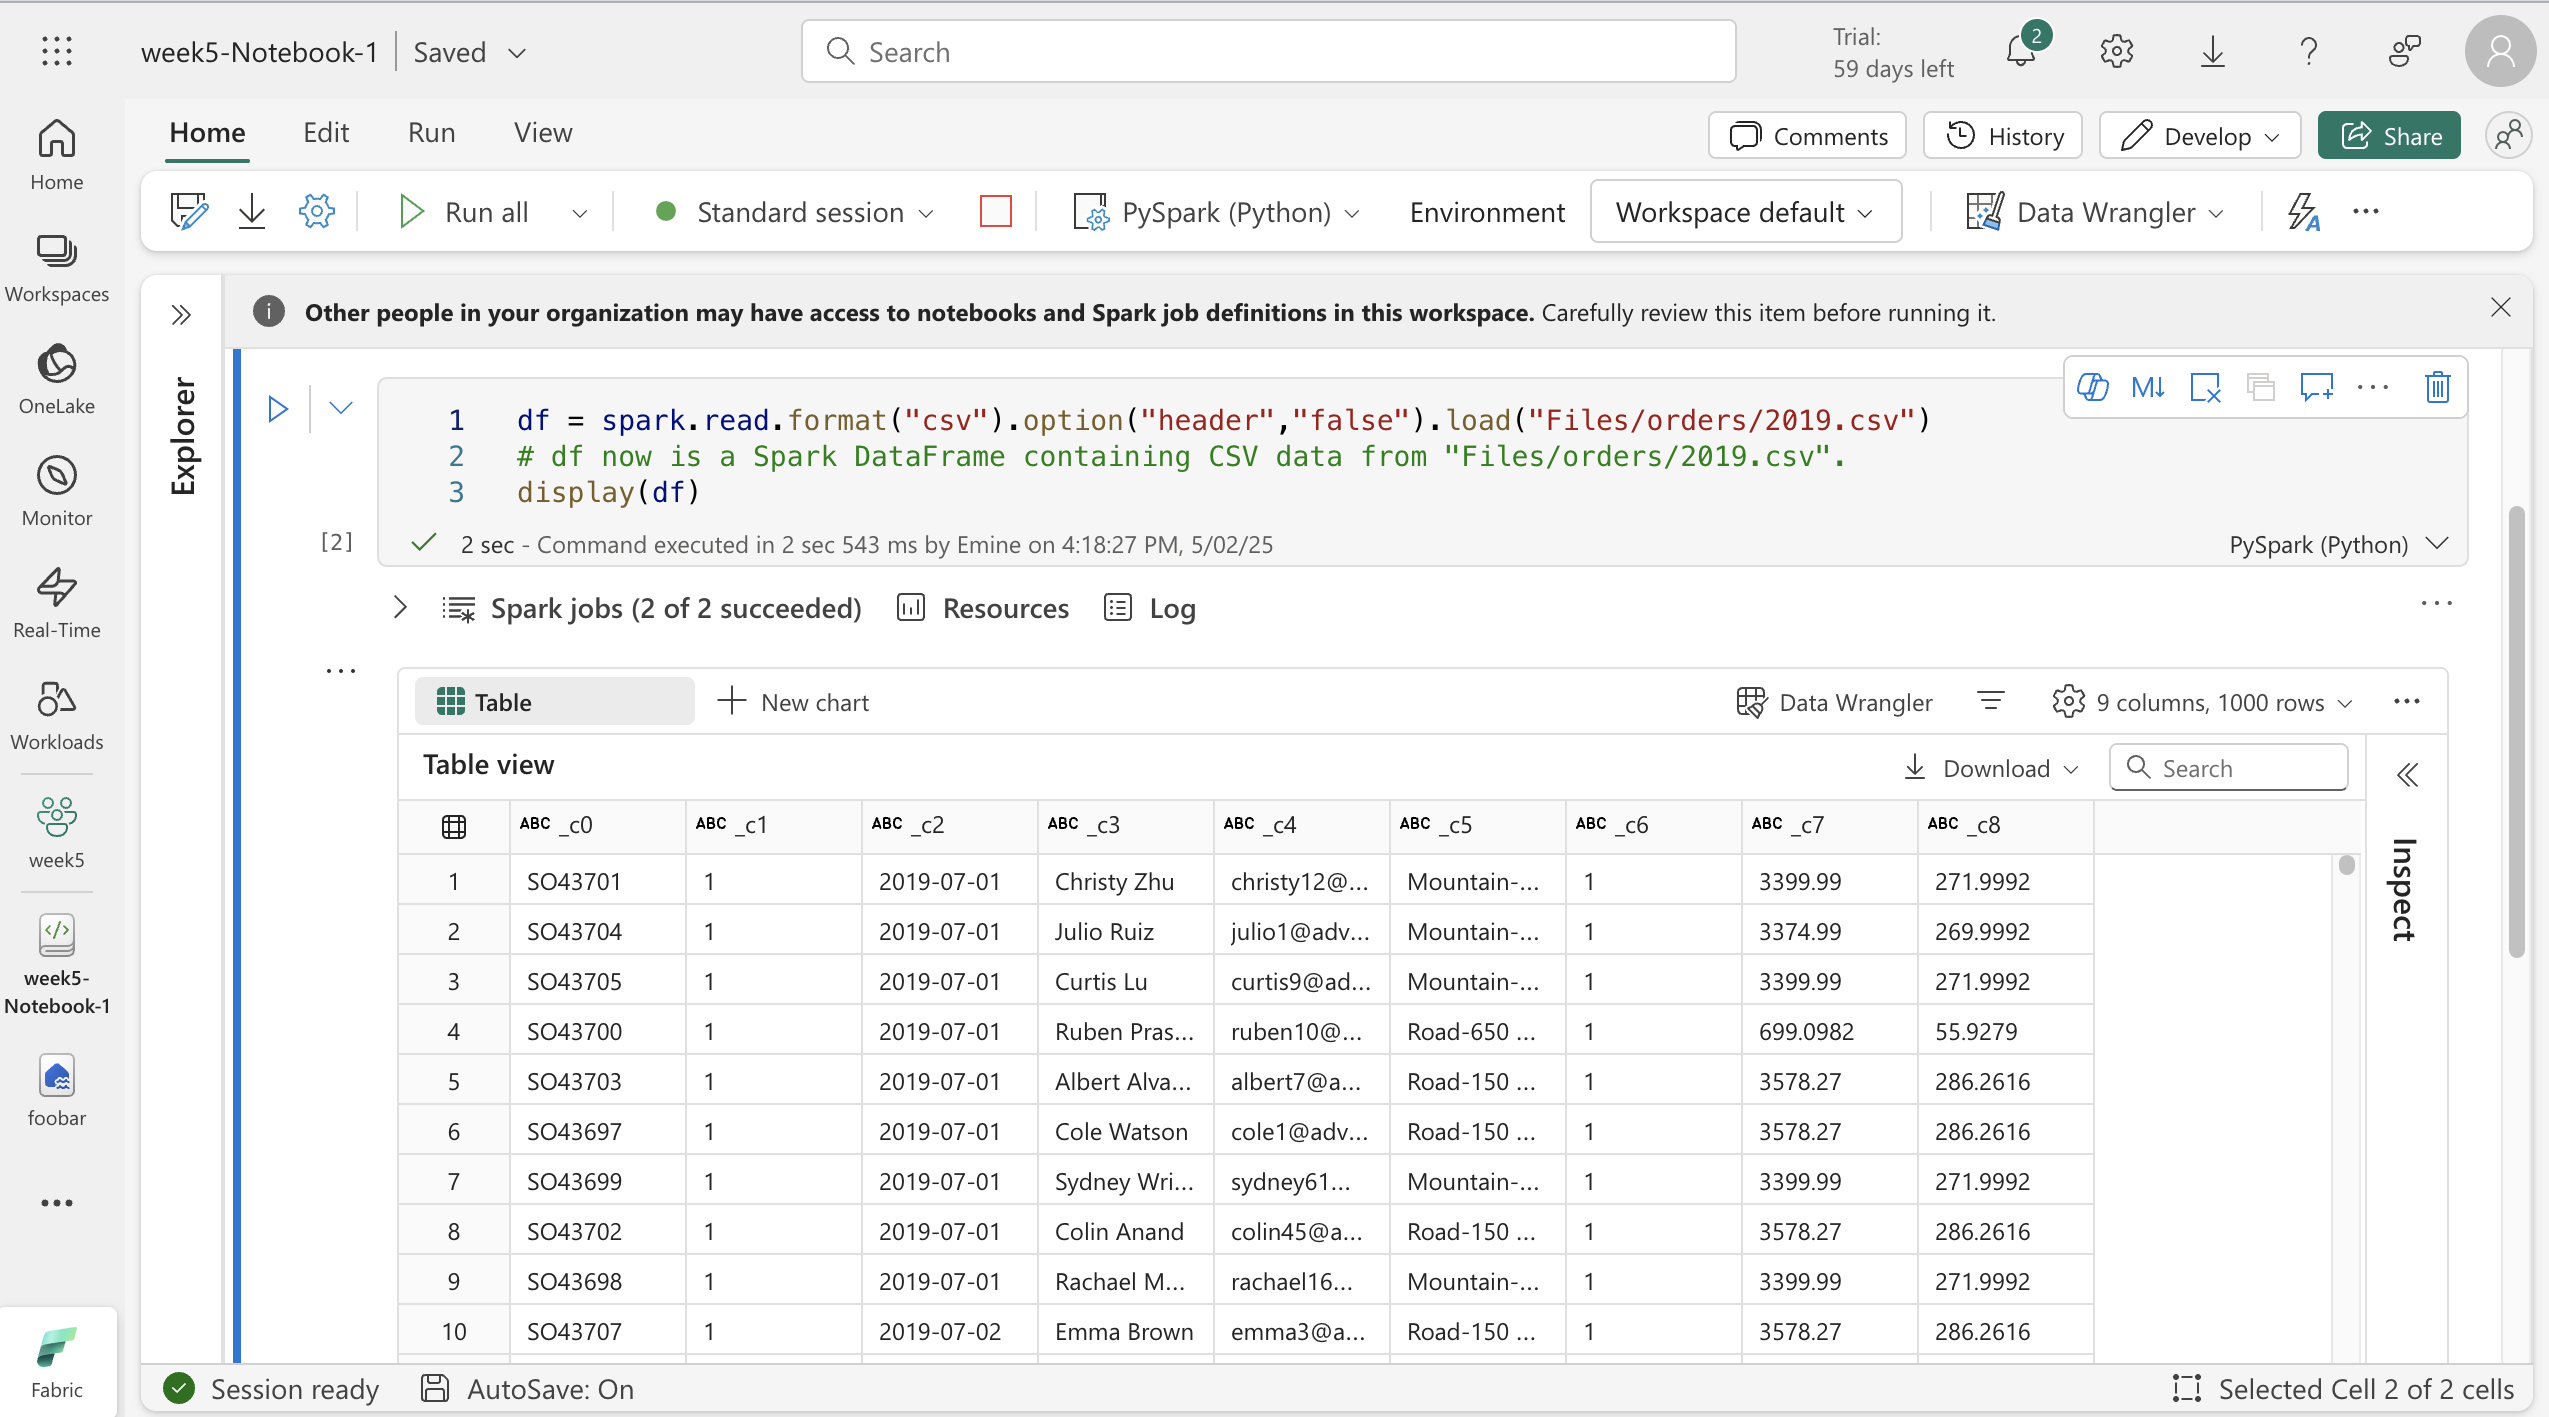 week5-Notebook-1 | Saved
Search
Trial:
59 days left
2
Home Edit Run View
Comments History Develop Share
Run all Standard session PySpark (Python) Environment Workspace default Data Wrangler
Home
Workspaces
OneLake
Monitor
Real-Time
Workloads
week5
week5-
Notebook-1
foobar
Fabric
Explorer
Other people in your organization may have access to notebooks and Spark job definitions in this workspace. Carefully review this item before running it.
M↓
1 df = spark.read.format("csv").option("header","false").load("Files/orders/2019.csv")
2 # df now is a Spark DataFrame containing CSV data from "Files/orders/2019.csv".
3 display(df)
[2] 2 sec - Command executed in 2 sec 543 ms by Emine on 4:18:27 PM, 5/02/25 PySpark (Python)
Spark jobs (2 of 2 succeeded) Resources Log
Table New chart Data Wrangler 9 columns, 1000 rows
Table view Download Search
Inspect
ABC _c0 ABC _c1 ABC _c2 ABC _c3 ABC _c4 ABC _c5 ABC _c6 ABC _c7 ABC _c8
1 SO43701 1 2019-07-01 Christy Zhu christy12@... Mountain-... 1 3399.99 271.9992
2 SO43704 1 2019-07-01 Julio Ruiz julio1@adv... Mountain-... 1 3374.99 269.9992
3 SO43705 1 2019-07-01 Curtis Lu curtis9@ad... Mountain-... 1 3399.99 271.9992
4 SO43700 1 2019-07-01 Ruben Pras... ruben10@... Road-650 ... 1 699.0982 55.9279
5 SO43703 1 2019-07-01 Albert Alva... albert7@a... Road-150 ... 1 3578.27 286.2616
6 SO43697 1 2019-07-01 Cole Watson cole1@adv... Road-150 ... 1 3578.27 286.2616
7 SO43699 1 2019-07-01 Sydney Wri... sydney61... Mountain-... 1 3399.99 271.9992
8 SO43702 1 2019-07-01 Colin Anand colin45@a... Road-150 ... 1 3578.27 286.2616
9 SO43698 1 2019-07-01 Rachael M... rachael16... Mountain-... 1 3399.99 271.9992
10 SO43707 1 2019-07-02 Emma Brown emma3@a... Road-150 ... 1 3578.27 286.2616
Session ready AutoSave: On Selected Cell 2 of 2 cells